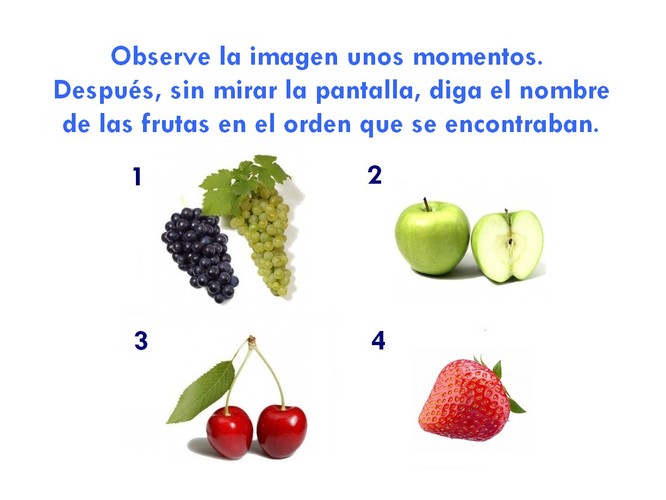 Observe la imagen unos momentos.
Después, sin mirar la pantalla, diga el nombre
de las frutas en el orden que se encontraban.
1
2
3
4